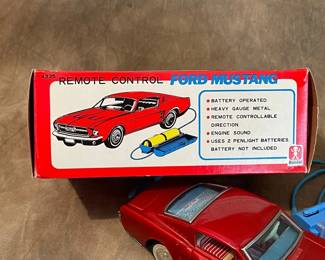 4325 REMOTE CONTROL FORD MUSTANG
• BATTERY OPERATED
• HEAVY GAUGE METAL
• REMOTE CONTROLLABLE
DIRECTION
• ENGINE SOUND
• USES 2 PENLIGHT BATTERIES
BATTERY NOT INCLUDED